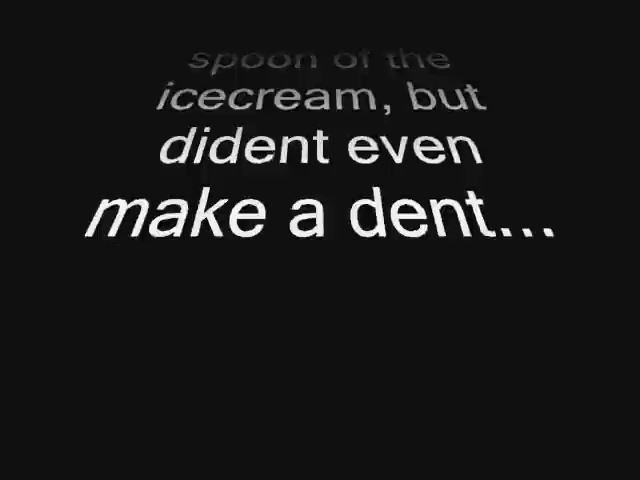 spoon of the
icecream, but
dident even
make a dent...